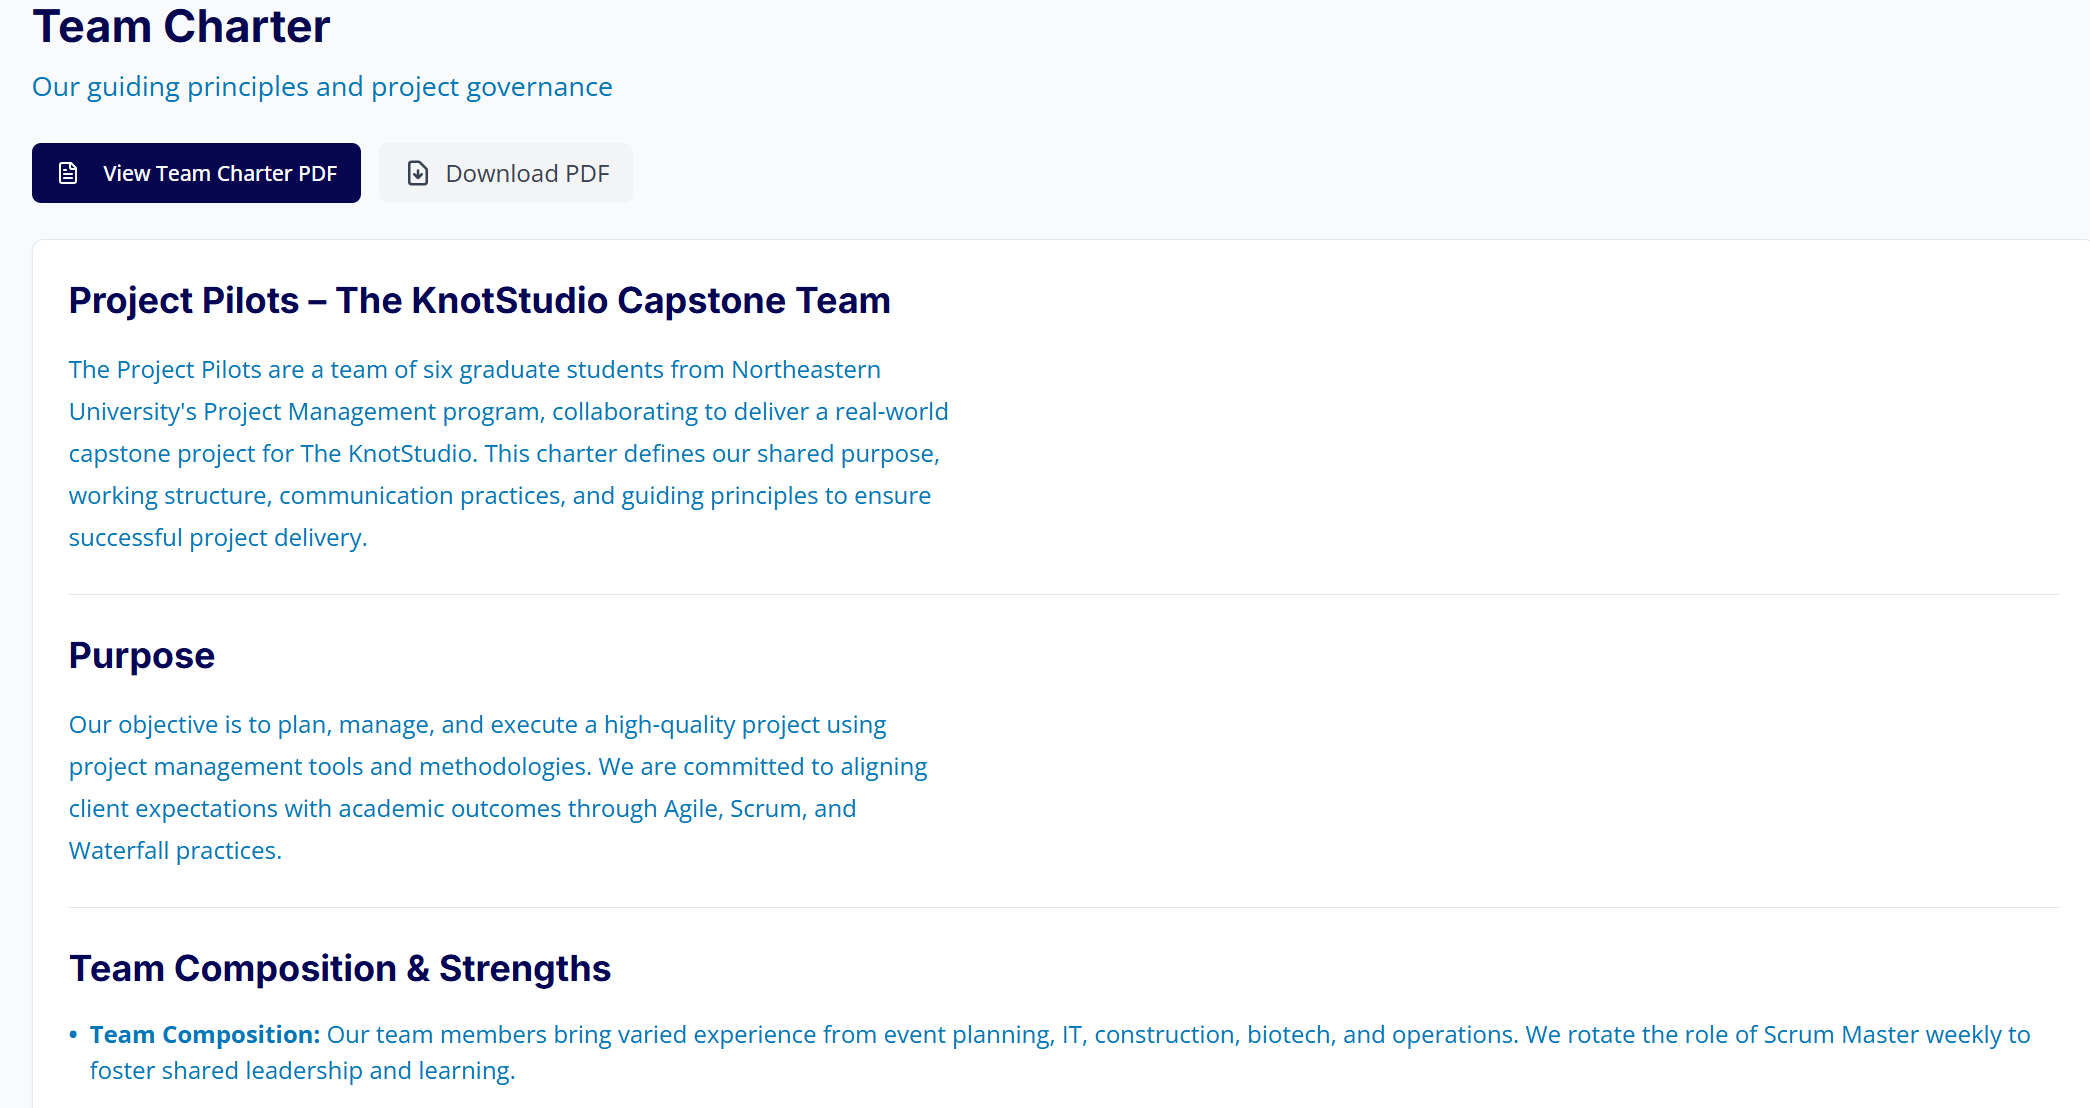 Team Charter
Our guiding principles and project governance
View Team Charter PDF
Download PDF
Project Pilots – The KnotStudio Capstone Team
The Project Pilots are a team of six graduate students from Northeastern
University's Project Management program, collaborating to deliver a real-world
capstone project for The KnotStudio. This charter defines our shared purpose,
working structure, communication practices, and guiding principles to ensure
successful project delivery.
Purpose
Our objective is to plan, manage, and execute a high-quality project using
project management tools and methodologies. We are committed to aligning
client expectations with academic outcomes through Agile, Scrum, and
Waterfall practices.
Team Composition & Strengths
• Team Composition: Our team members bring varied experience from event planning, IT, construction, biotech, and operations. We rotate the role of Scrum Master weekly to
foster shared leadership and learning.